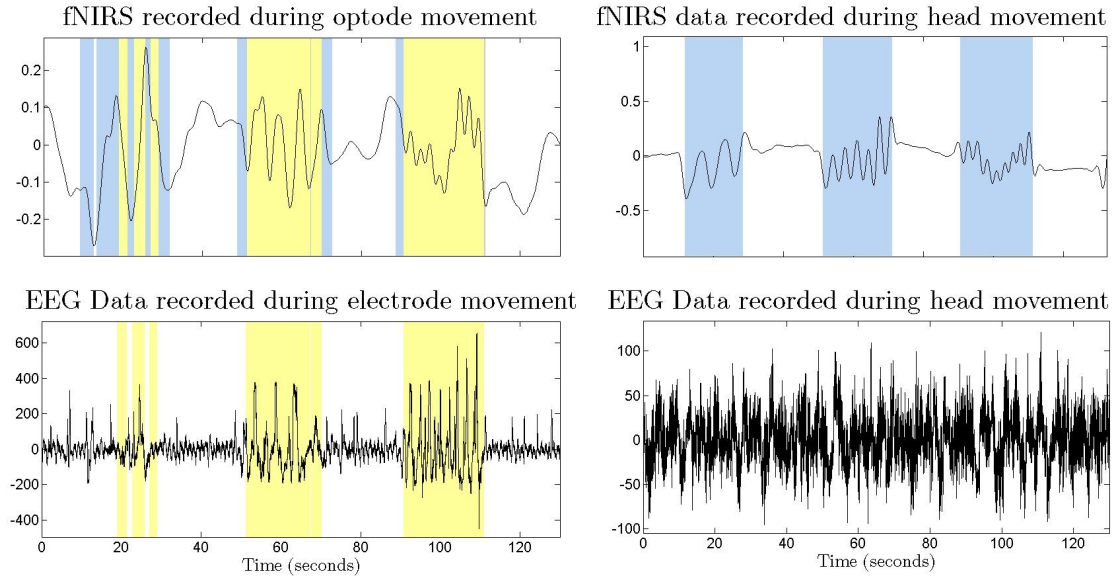 fNIRS recorded during optode movement
0.2
0.1
0
-0.1
-0.2
fNIRS data recorded during head movement
1
0.5
0
-0.5
EEG Data recorded during electrode movement
600
400
200
0
-200
-400
0 20 40 60 80 100 120
Time (seconds)
EEG Data recorded during head movement
100
50
0
-50
-100
0 20 40 60 80 100 120
Time (seconds)